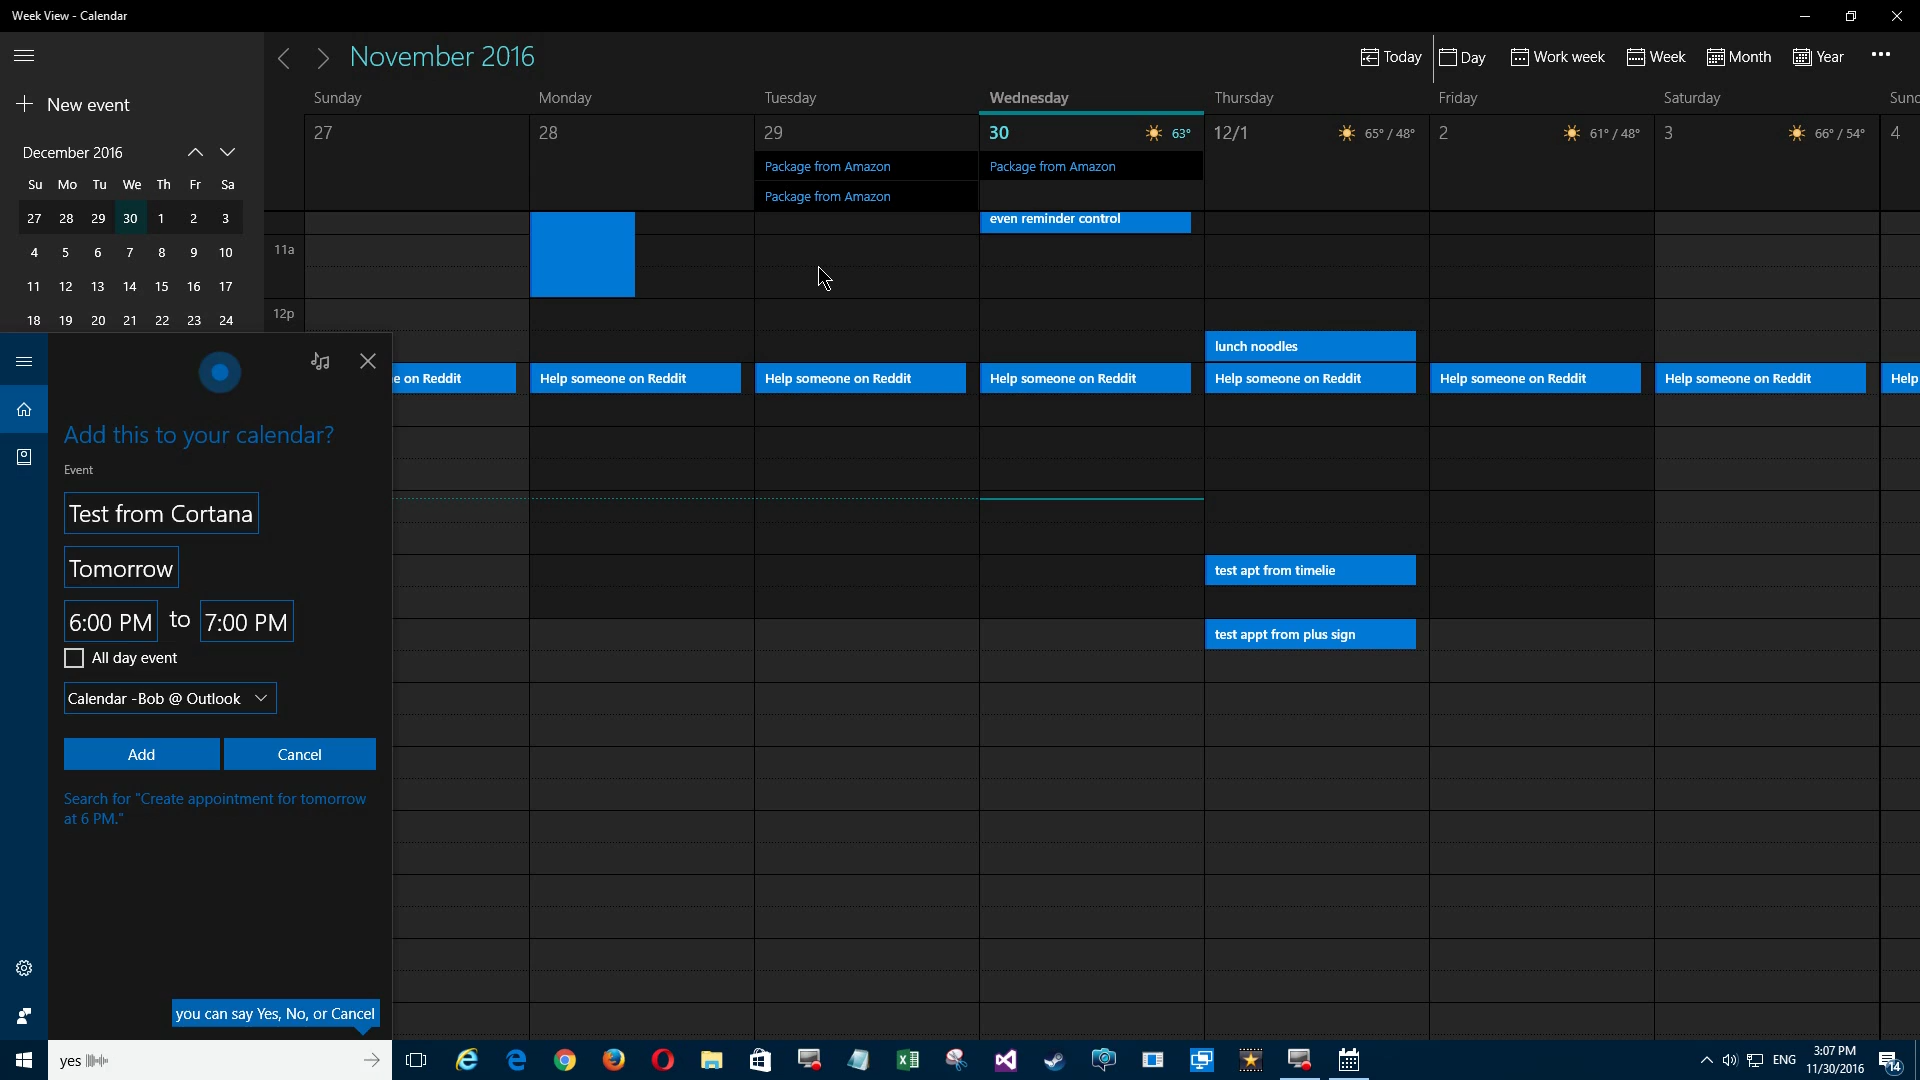 Week View - Calendar
November 2016
Today
Day
Work week
Week
Month
Year
New event
December 2016
Su Mo Tu We Th Fr Sa
27 28 29 30 1 2 3
4 5 6 7 8 9 10
11 12 13 14 15 16 17
18 19 20 21 22 23 24
Sunday Monday Tuesday Wednesday Thursday Friday Saturday Sund
27 28 29 30 63° 12/1 65° / 48° 2 61° / 48° 3 66° / 54° 4
Package from Amazon Package from Amazon
Package from Amazon
even reminder control
11a
12p
lunch noodles
e on Reddit Help someone on Reddit Help someone on Reddit Help someone on Reddit Help someone on Reddit Help someone on Reddit Help someone on Reddit Help
test apt from timelie
test appt from plus sign
Add this to your calendar?
Event
Test from Cortana
Tomorrow
6:00 PM to 7:00 PM
All day event
Calendar -Bob @ Outlook
Add Cancel
Search for "Create appointment for tomorrow
at 6 PM."
you can say Yes, No, or Cancel
yes
ENG
3:07 PM
11/30/2016
14